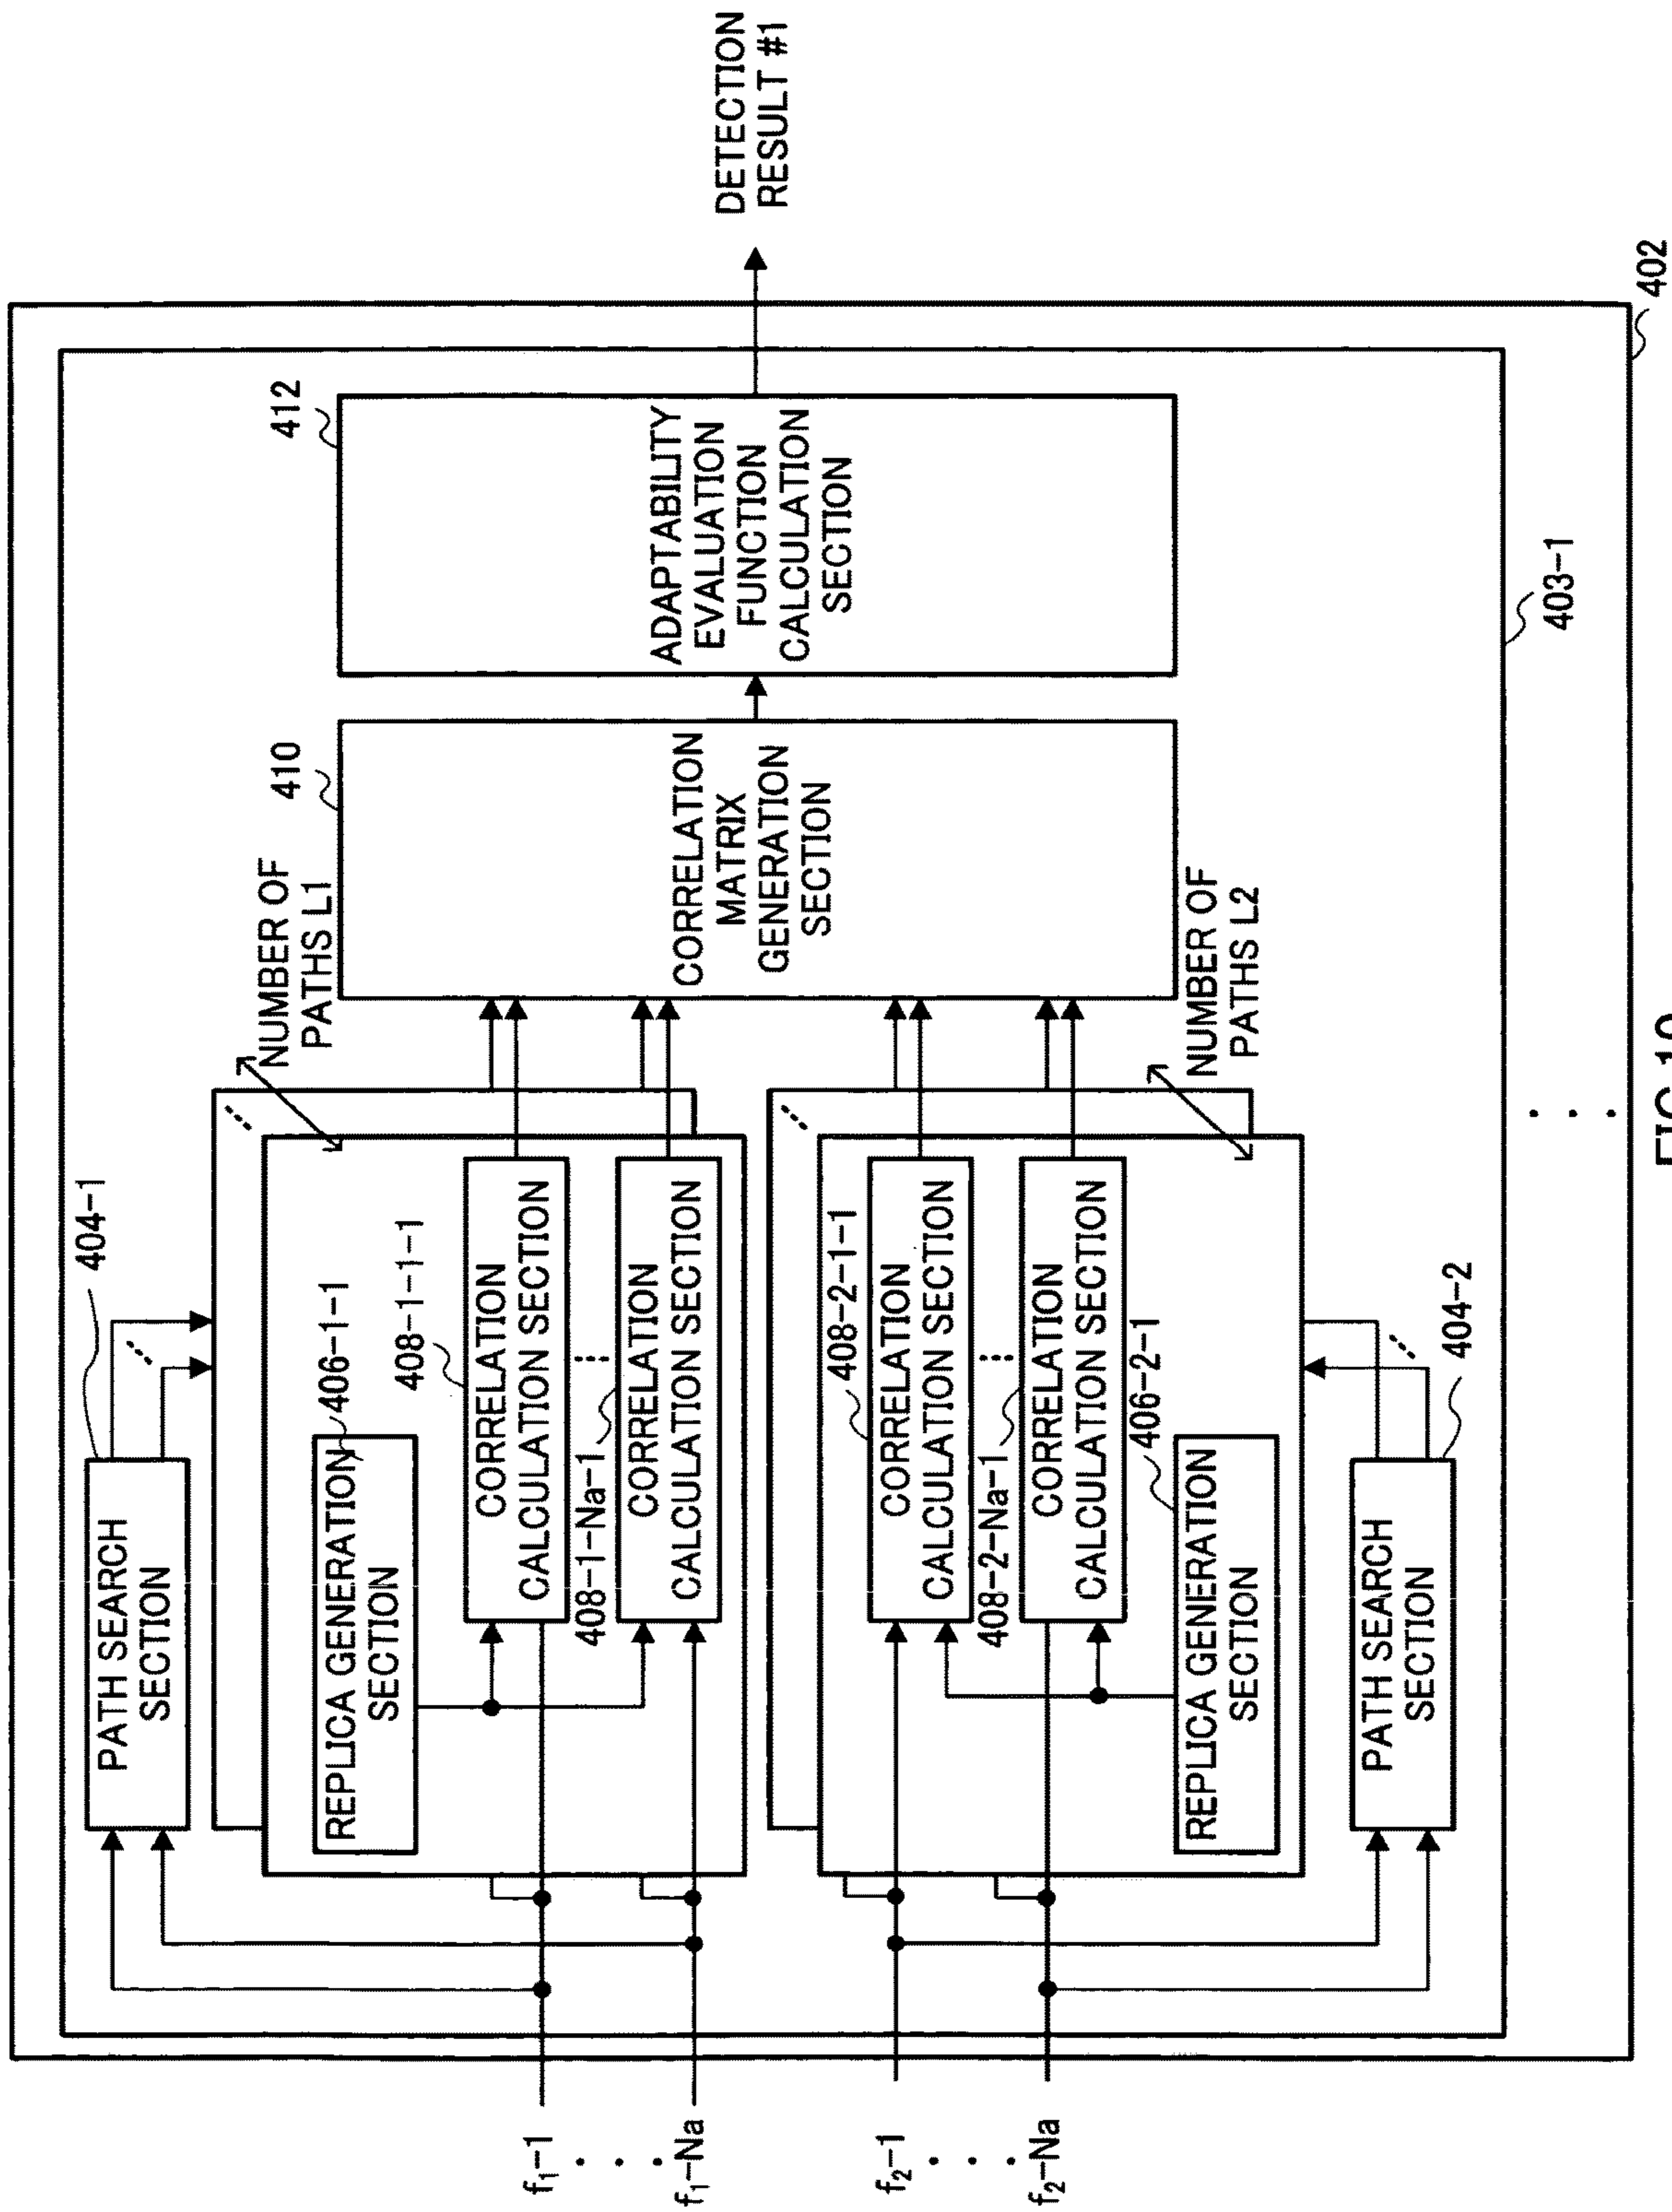 404-1
PATH SEARCH
SECTION
NUMBER OF
PATHS L1
410
412
REPLICA GENERATION
SECTION
406-1-1
408-1-1-1
CORRELATION
CALCULATION SECTION
408-1-Na-1
CORRELATION
CALCULATION SECTION
f1-1
f1-Na
CORRELATION
MATRIX
GENERATION
SECTION
ADAPTABILITY
EVALUATION
FUNCTION
CALCULATION
SECTION
DETECTION
RESULT #1
f2-1
f2-Na
408-2-1-1
CORRELATION
CALCULATION SECTION
408-2-Na-1
CORRELATION
CALCULATION SECTION
406-2-1
REPLICA GENERATION
SECTION
NUMBER OF
PATHS L2
PATH SEARCH
SECTION
404-2
403-1
402